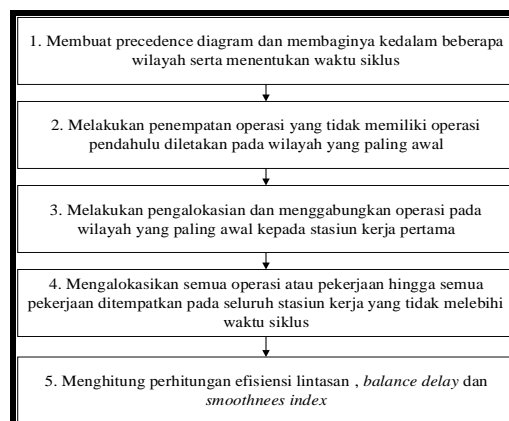 1. Membuat precedence diagram dan membaginya kedalam beberapa
wilayah serta menentukan waktu siklus
2. Melakukan penempatan operasi yang tidak memiliki operasi
pendahulu diletakan pada wilayah yang paling awal
3. Melakukan pengalokasian dan menggabungkan operasi pada
wilayah yang paling awal kepada stasiun kerja pertama
4. Mengalokasikan semua operasi atau pekerjaan hingga semua
pekerjaan ditempatkan pada seluruh stasiun kerja yang tidak melebihi
waktu siklus
5. Menghitung perhitungan efisiensi lintasan , balance delay dan
smoothnees index